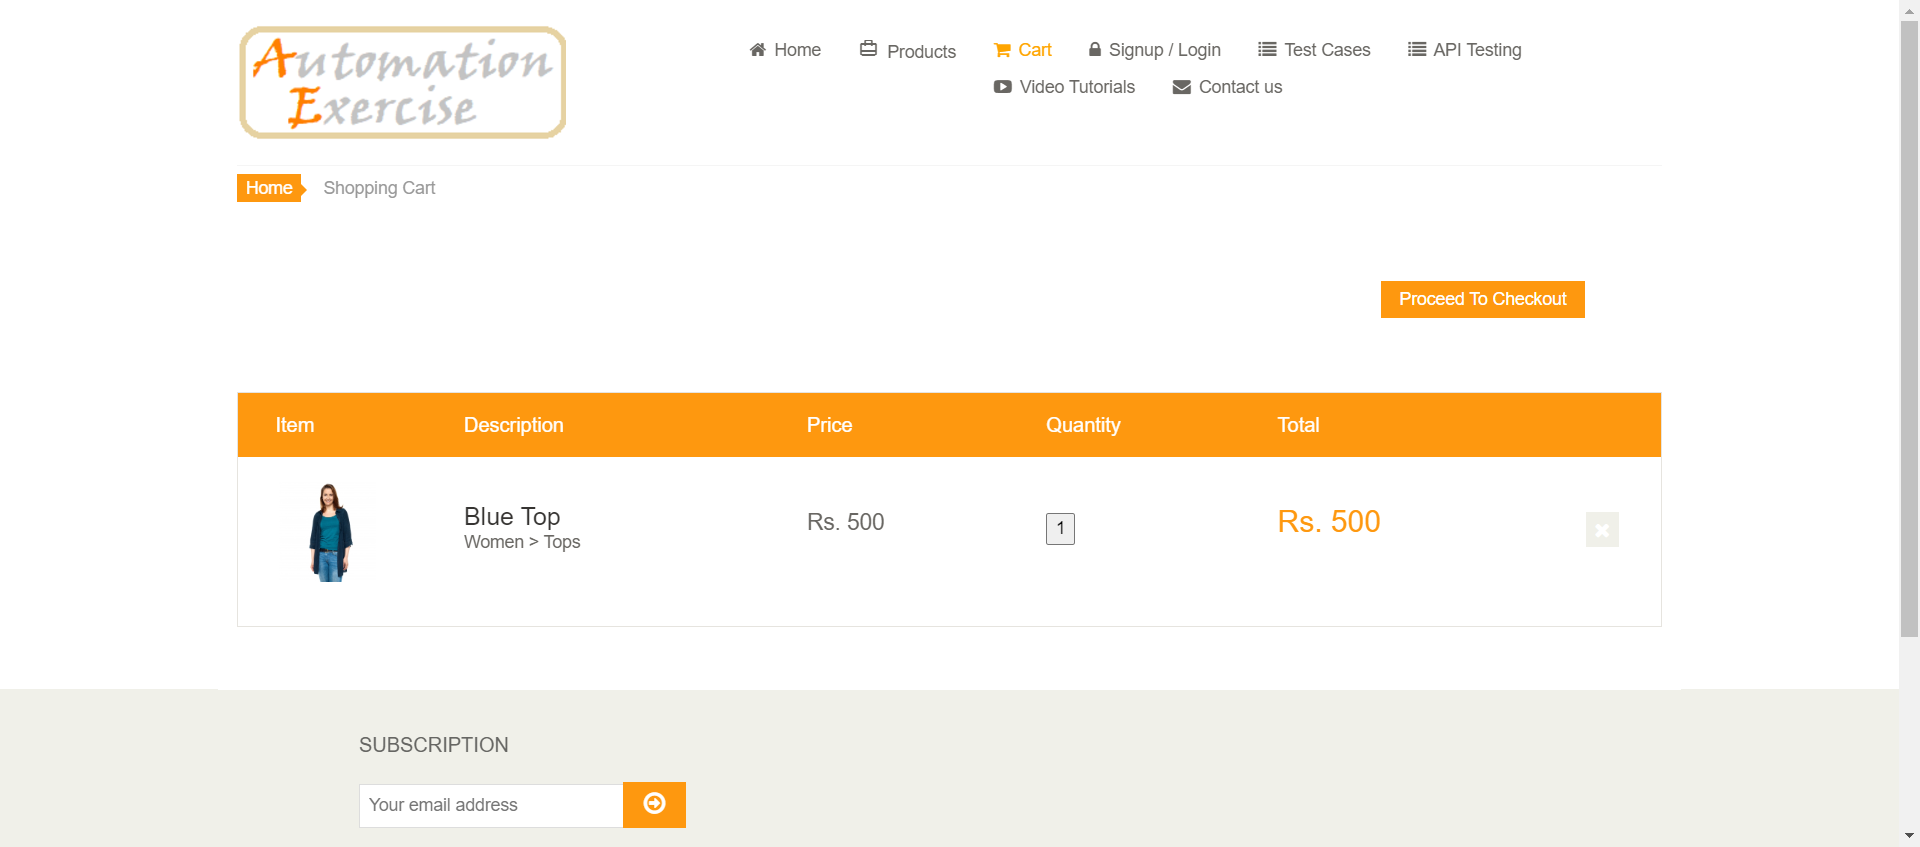 Automation
Exercise
Home
Products
Cart
Signup / Login
Test Cases
API Testing
Video Tutorials
Contact us
Home
Shopping Cart
Proceed To Checkout
Item Description Price Quantity Total
Blue Top
Women > Tops
Rs. 500
1
Rs. 500
SUBSCRIPTION
Your email address